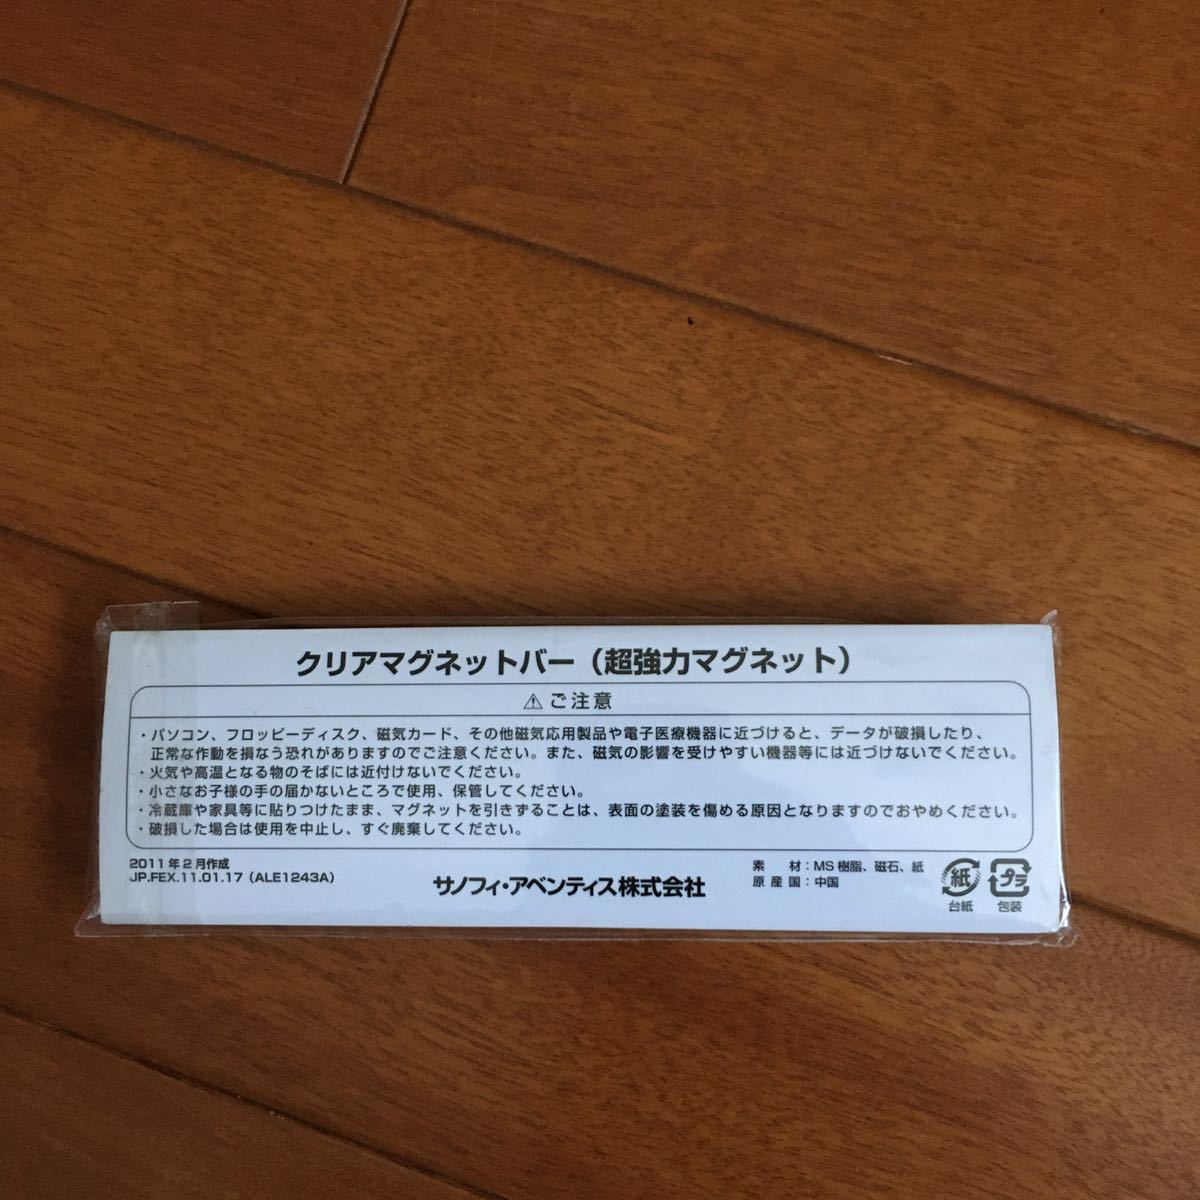 クリアマグネットバー（超強力マグネット）
⚠ご注意
・パソコン、フロッピーディスク、磁気カード、その他磁気応用製品や電子医療機器に近づけると、データが破損したり、
正常な作動を損なう恐れがありますのでご注意ください。また、磁気の影響を受けやすい機器等には近づけないでください。
・火気や高温となる物のそばには近付けないでください。
・小さなお子様の手の届かないところで使用、保管してください。
・冷蔵庫や家具等に貼りつけたまま、マグネットを引きずることは、表面の塗装を傷める原因となりますのでおやめください。
・破損した場合は使用を中止し、すぐ廃棄してください。
2011年2月作成
JP.FEX.11.01.17（ALE1243A）
サノフィ・アベンティス株式会社
素材：MS樹脂、磁石、紙
原産国：中国
紙
台紙
プラ
包装